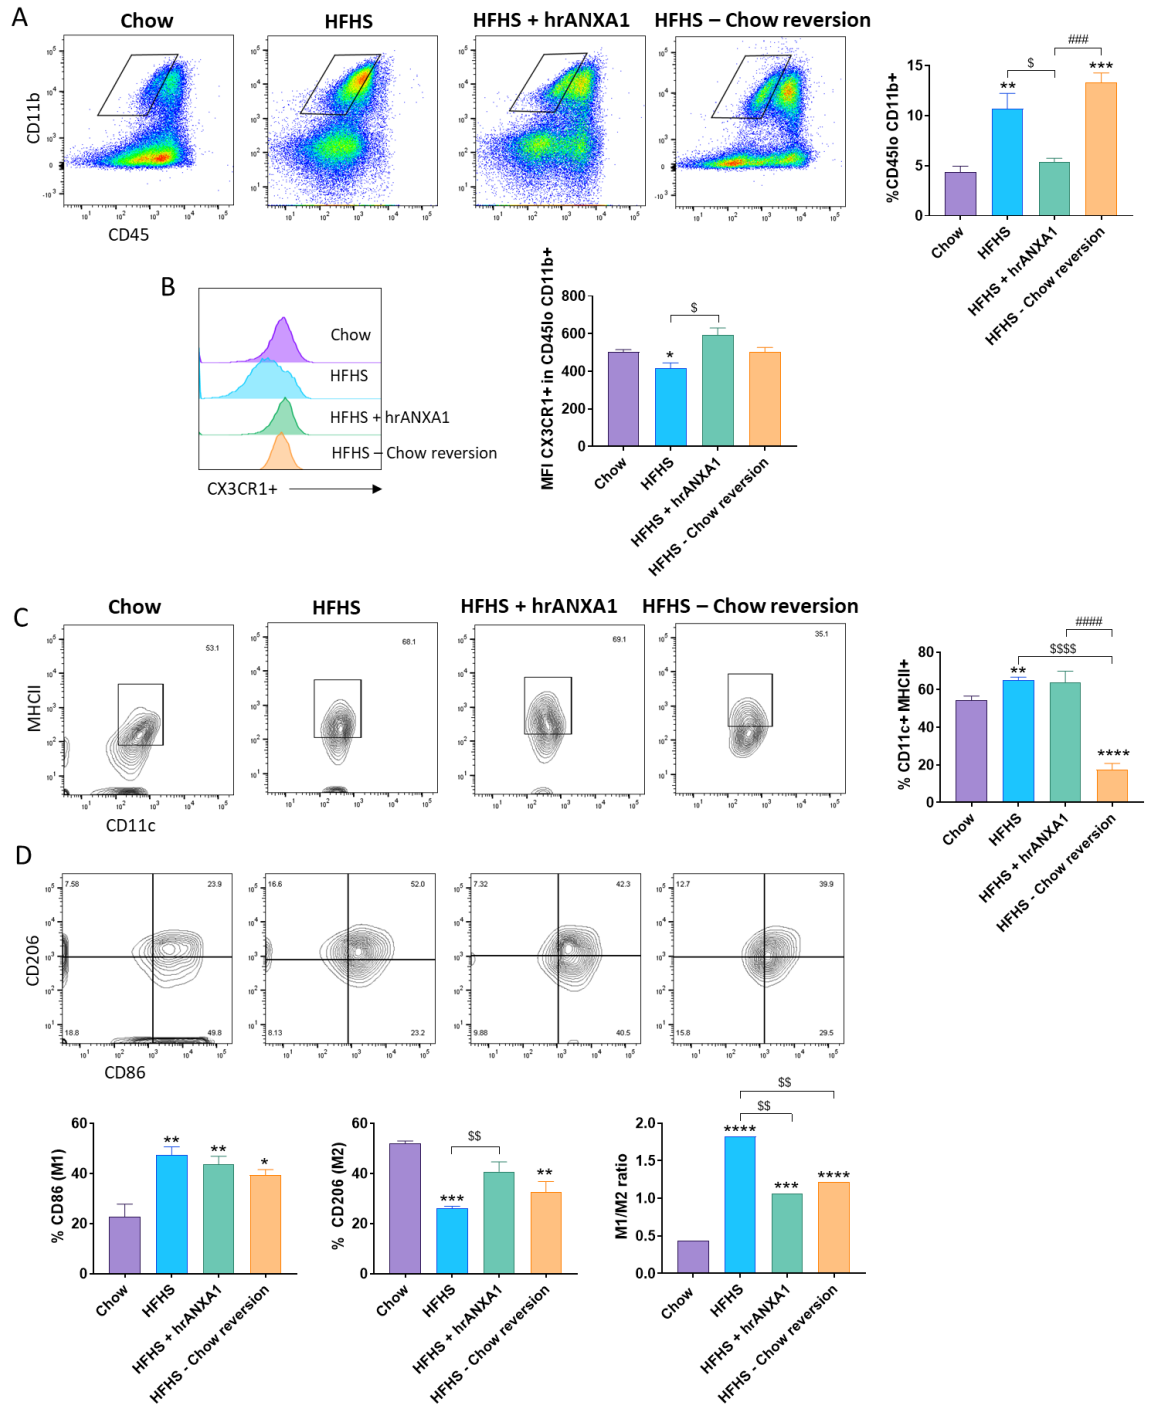 A
Chow
HFHS
HFHS + hrANXA1
HFHS – Chow reversion
CD11b
CD45
%CD45lo CD11b+
15
10
5
0
**
$
###
***
Chow
HFHS
HFHS + hrANXA1
HFHS - Chow reversion
B
Chow
HFHS
HFHS + hrANXA1
HFHS – Chow reversion
CX3CR1+
MFI CX3CR1+ in CD45lo CD11b+
800
600
400
200
0
*
$
Chow
HFHS
HFHS + hrANXA1
HFHS - Chow reversion
C
Chow
HFHS
HFHS + hrANXA1
HFHS – Chow reversion
53.1
68.1
69.1
35.1
MHCII
CD11c
% CD11c+ MHCII+
80
60
40
20
0
####
$$$$
**
****
Chow
HFHS
HFHS + hrANXA1
HFHS - Chow reversion
D
7.58
23.9
16.6
52.0
7.32
42.3
12.7
39.9
CD206
18.8
49.8
8.13
23.2
9.88
40.5
15.8
29.5
CD86
% CD86 (M1)
60
40
20
0
**
**
*
Chow
HFHS
HFHS + hrANXA1
HFHS - Chow reversion
% CD206 (M2)
60
40
20
0
***
$$
**
Chow
HFHS
HFHS + hrANXA1
HFHS - Chow reversion
M1/M2 ratio
2.0
1.5
1.0
0.5
0.0
$$
$$
****
***
****
Chow
HFHS
HFHS + hrANXA1
HFHS - Chow reversion